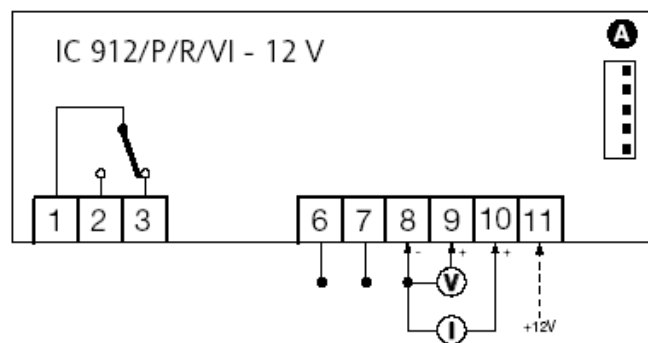 A
IC 912/P/R/VI - 12 V
1 2 3 6 7 8 9 10 11
- + +
V
I
+12V